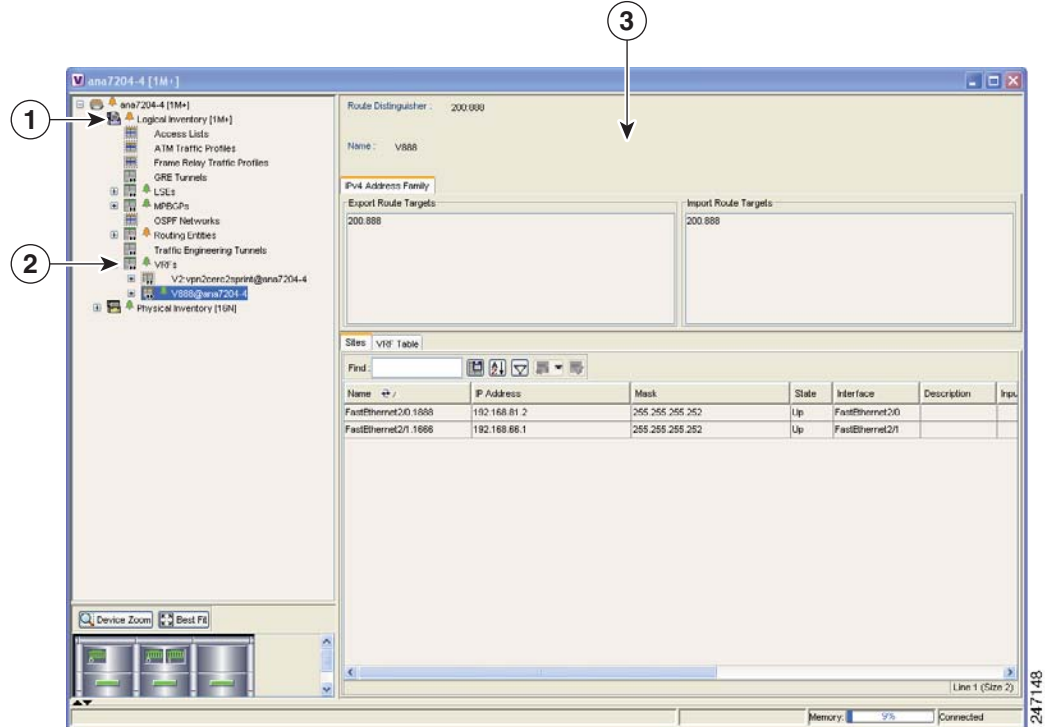 3
ana7204-4 [1M+]
1
ana7204-4 [1M+]
Logical Inventory [1M+]
Access Lists
ATM Traffic Profiles
Frame Relay Traffic Profiles
GRE Tunnels
LSEs
MPBGPs
OSPF Networks
Routing Entities
Traffic Engineering Tunnels
2
VRFs
V2:vpn2cerc2sprint@ana7204-4
V888@ana7204-4
Physical Inventory [16N]
Route Distinguisher : 200:888
Name : V888
IPv4 Address Family
Export Route Targets
200:888
Import Route Targets
200:888
Sites VRF Table
Find :
Name IP Address Mask State Interface Description Inpu
FastEthernet2/0.1888 192.168.81.2 255.255.255.252 Up FastEthernet2/0
FastEthernet2/1.1666 192.168.66.1 255.255.255.252 Up FastEthernet2/1
Device Zoom Best Fit
Line 1 (Size 2)
Memory: 9% Connected
247148